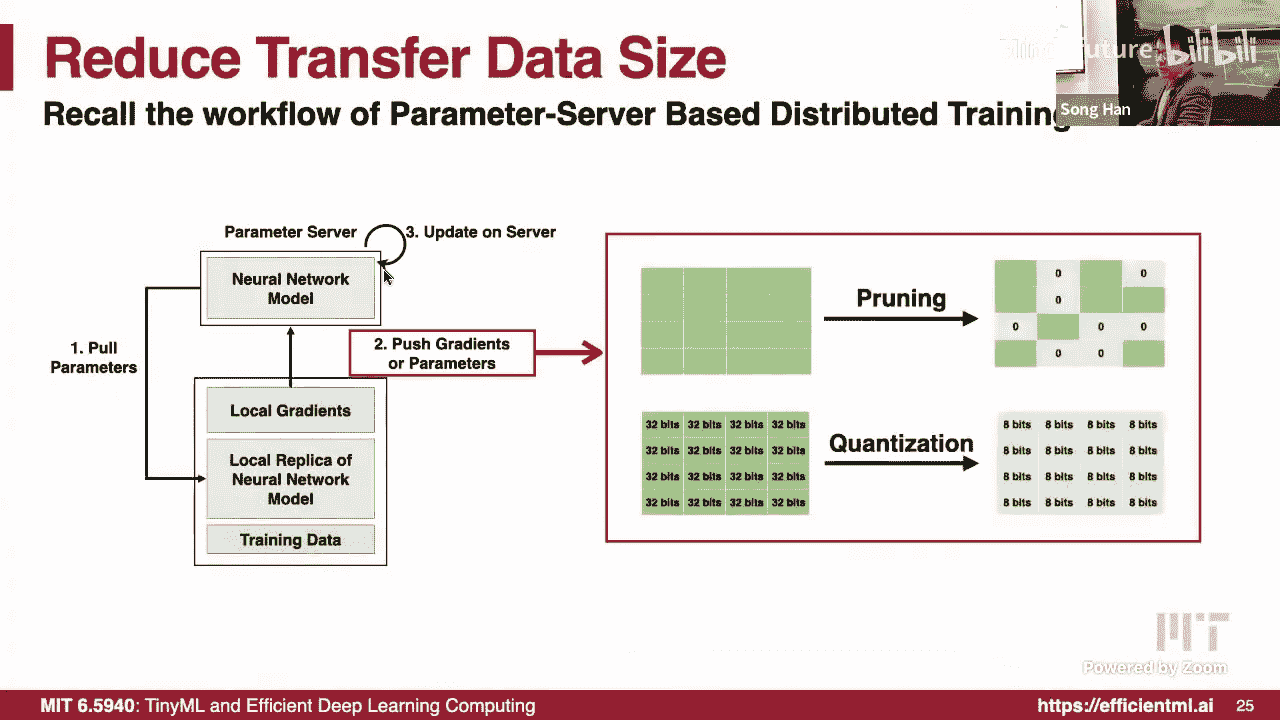 Reduce Transfer Data Size
Recall the workflow of Parameter-Server Based Distributed Training
Song Han
Parameter Server
3. Update on Server
Neural Network
Model
1. Pull
Parameters
2. Push Gradients
or Parameters
Local Gradients
Local Replica of
Neural Network
Model
Training Data
Pruning
0 0
0
0 0 0
0 0
Quantization
32 bits 32 bits 32 bits 32 bits
32 bits 32 bits 32 bits 32 bits
32 bits 32 bits 32 bits 32 bits
32 bits 32 bits 32 bits 32 bits
8 bits 8 bits 8 bits 8 bits
8 bits 8 bits 8 bits 8 bits
8 bits 8 bits 8 bits 8 bits
8 bits 8 bits 8 bits 8 bits
MIT
Powered by Zoom
MIT 6.5940: TinyML and Efficient Deep Learning Computing
https://efficientml.ai 25